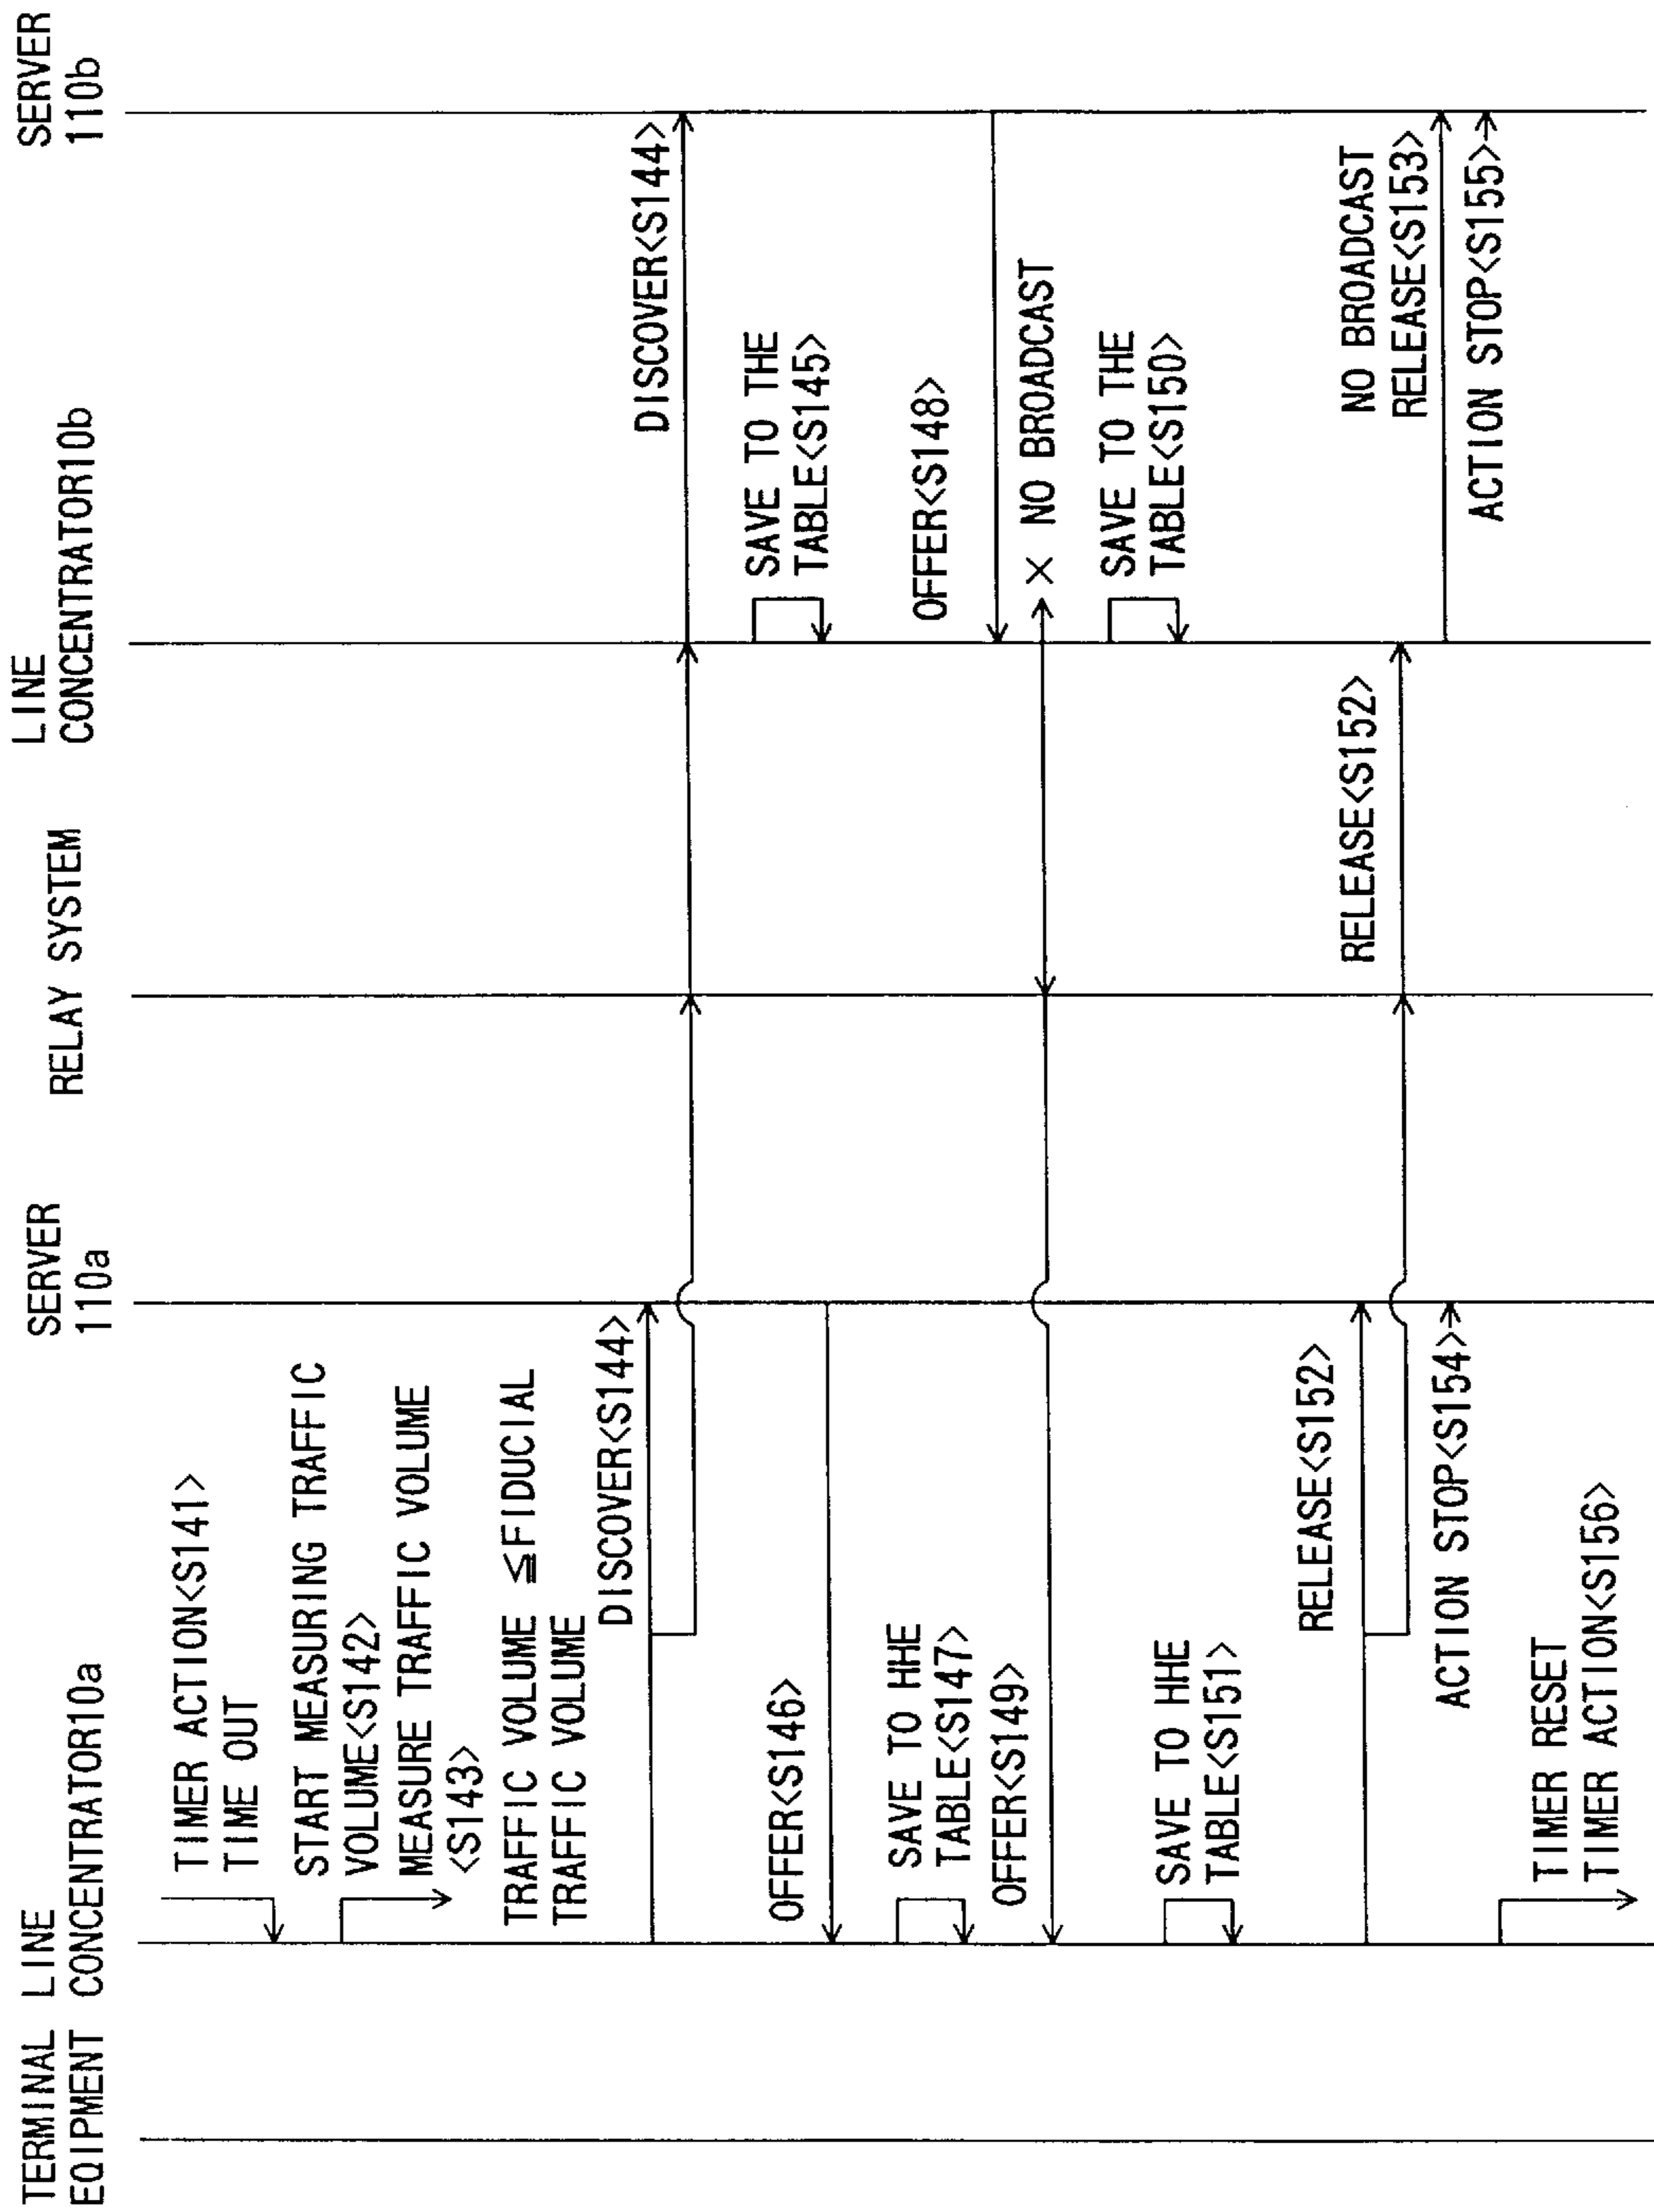 TERMINAL
EQIPMENT
LINE
CONCENTRATOR10a
SERVER
110a
RELAY SYSTEM
LINE
CONCENTRATOR10b
SERVER
110b
TIMER ACTION<S141>
TIME OUT
START MEASURING TRAFFIC
VOLUME<S142>
MEASURE TRAFFIC VOLUME
<S143>
TRAFFIC VOLUME ≦FIDUCIAL
TRAFFIC VOLUME
DISCOVER<S144>
DISCOVER<S144>
SAVE TO THE
TABLE<S145>
OFFER<S146>
SAVE TO HHE
TABLE<S147>
OFFER<S148>
OFFER<S149>
× NO BROADCAST
SAVE TO THE
TABLE<S150>
SAVE TO HHE
TABLE<S151>
RELEASE<S152>
RELEASE<S152>
NO BROADCAST
RELEASE<S153>
ACTION STOP<S154>
ACTION STOP<S155>
TIMER RESET
TIMER ACTION<S156>